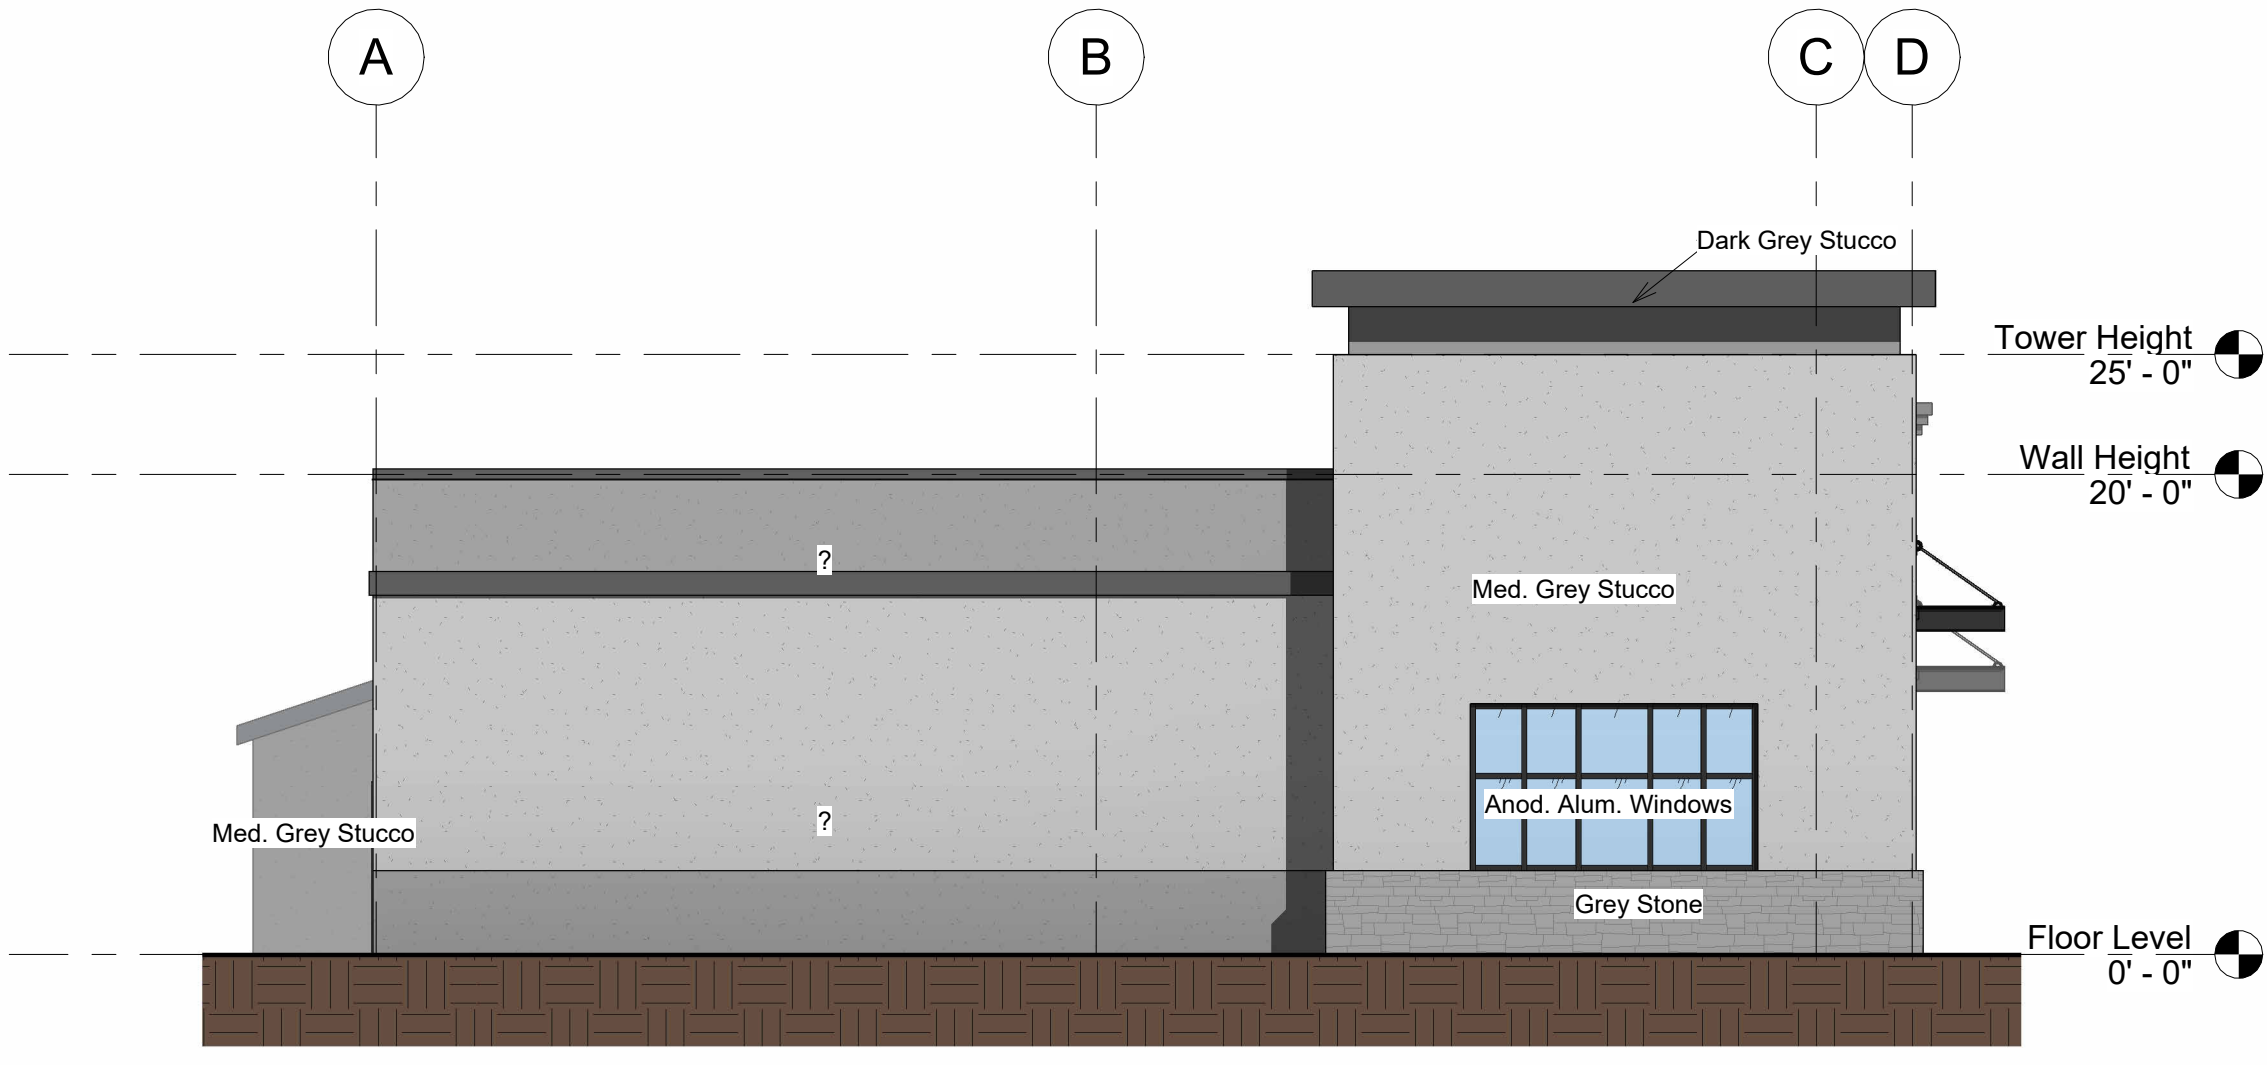 A
B
C
D
Dark Grey Stucco
Tower Height
25' - 0"
Wall Height
20' - 0"
?
Med. Grey Stucco
Anod. Alum. Windows
?
Med. Grey Stucco
Grey Stone
Floor Level
0' - 0"